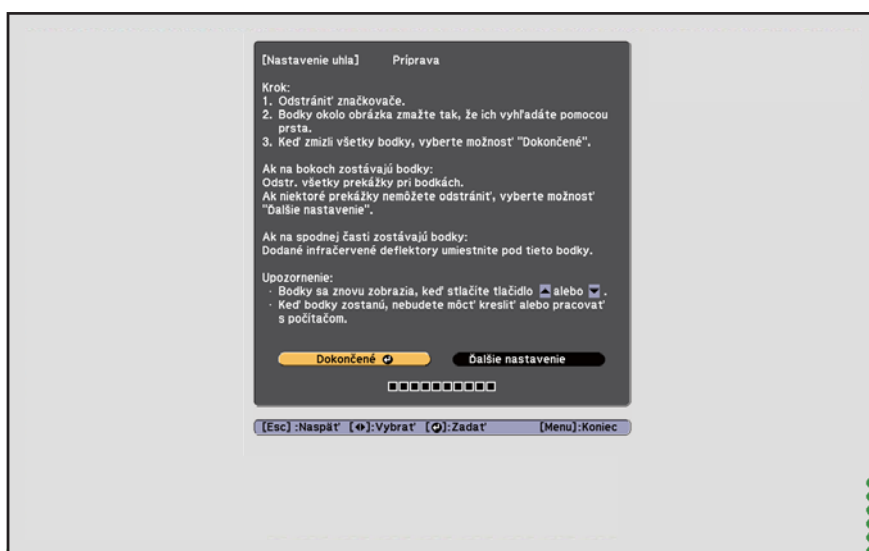 [Nastavenie uhla] Príprava
Krok:
1. Odstrániť značkovače.
2. Bodky okolo obrázka zmažte tak, že ich vyhľadáte pomocou
prsta.
3. Keď zmizli všetky bodky, vyberte možnosť "Dokončené".
Ak na bokoch zostávajú bodky:
Odstr. všetky prekážky pri bodkách.
Ak niektoré prekážky nemôžete odstrániť, vyberte možnosť
"Ďalšie nastavenie".
Ak na spodnej časti zostávajú bodky:
Dodané infračervené deflektory umiestnite pod tieto bodky.
Upozornenie:
· Bodky sa znovu zobrazia, keď stlačíte tlačidlo ▲ alebo ▼ .
· Keď bodky zostanú, nebudete môcť kresliť alebo pracovať
s počítačom.
Dokončené Ďalšie nastavenie
[Esc] :Naspäť [◂▸]:Vybrať [↵]:Zadať [Menu]:Koniec